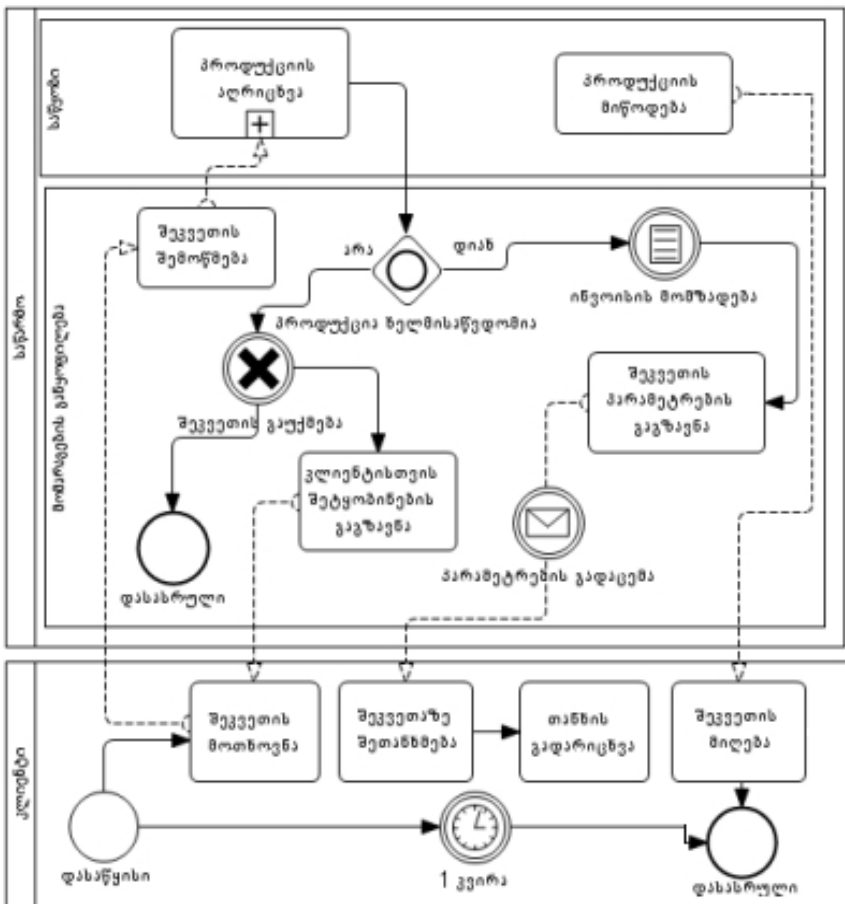 საწარმო
საწყობი
პროდუქციის
აღრიცხვა
პროდუქციის
მიწოდება
მომარაგების განყოფილება
შეკვეთის
შემოწმება
არა
დიახ
პროდუქცია ხელმისაწვდომია
ინვოისის მომზადება
შეკვეთის
პარამეტრების
გაგზავნა
შეკვეთის გაუქმება
კლიენტისთვის
შეტყობინების
გაგზავნა
დასასრული
პარამეტრების გადაცემა
კლიენტი
შეკვეთის
მოთხოვნა
შეკვეთაზე
შეთანხმება
თანხის
გადარიცხვა
შეკვეთის
მიღება
დასაწყისი
1 კვირა
დასასრული